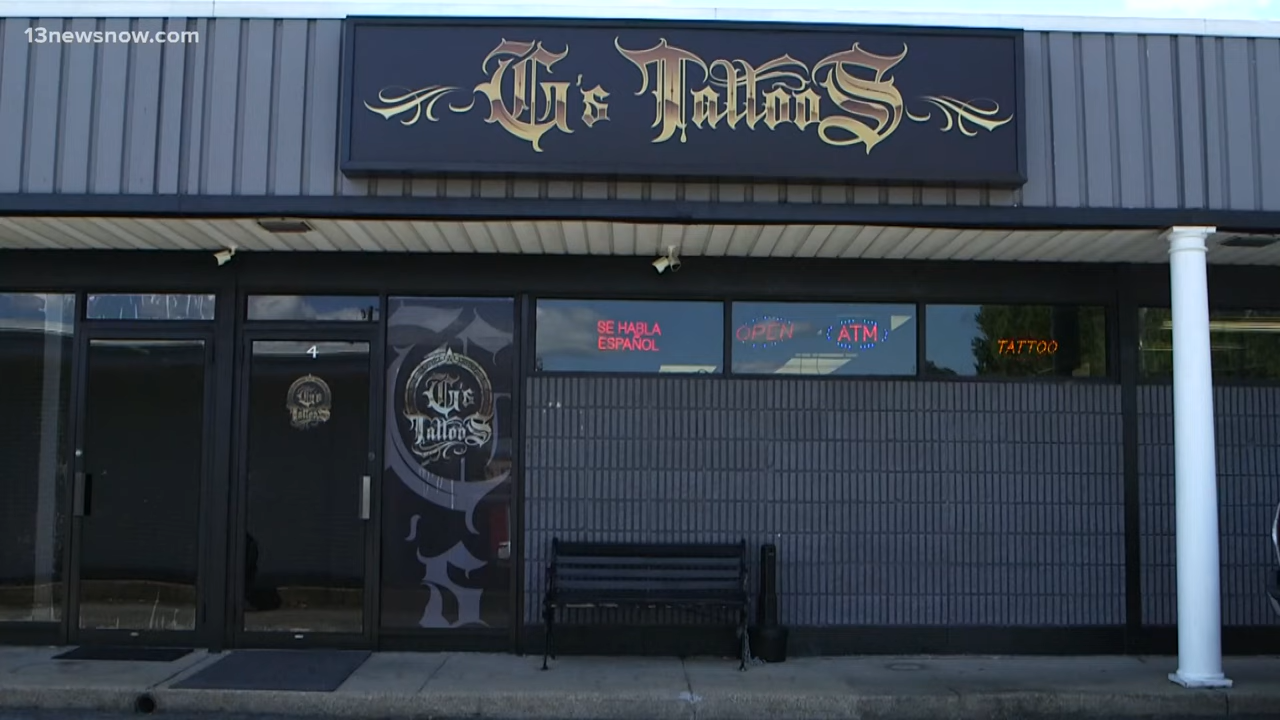 13newsnow.com
G's TattooS
SE HABLA
ESPAÑOL
OPEN
ATM
TATTOO
4
G's
TattooS
G's
TattooS
G's